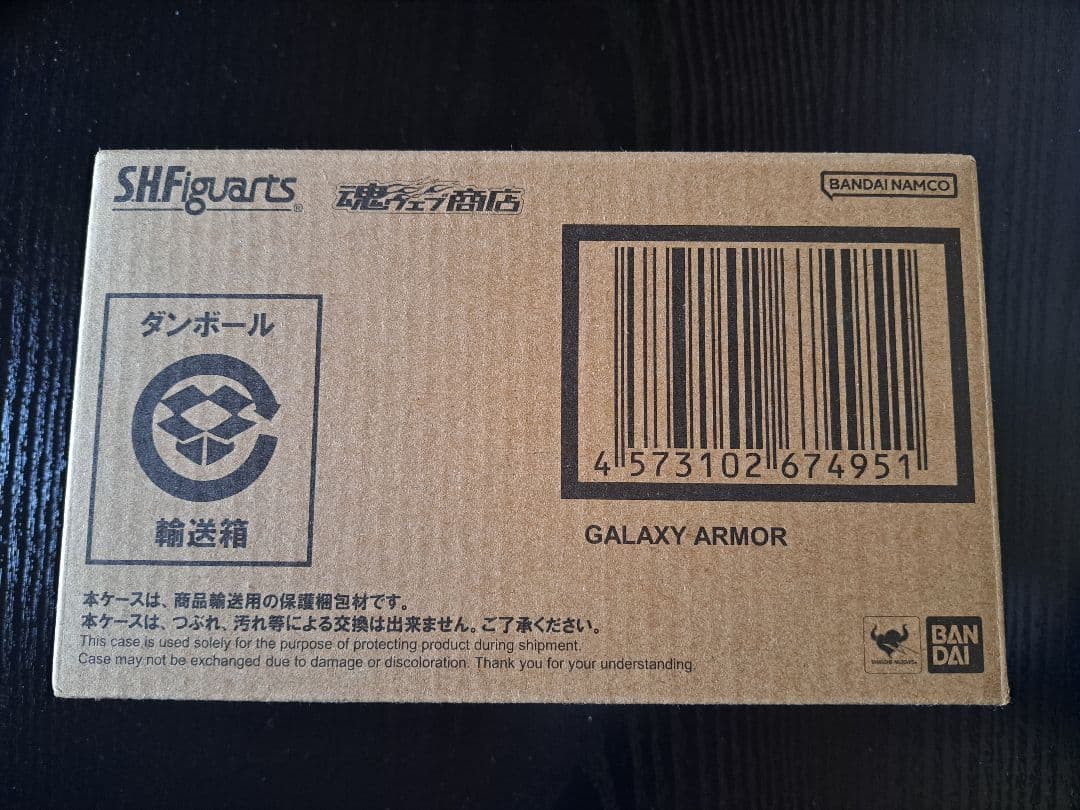 S.H.Figuarts®
魂ウェブ商店
BANDAI NAMCO
ダンボール
輸送箱
4 573102 674951
GALAXY ARMOR
本ケースは、商品輸送用の保護梱包材です。
本ケースは、つぶれ、汚れ等による交換は出来ません。ご了承ください。
This case is used solely for the purpose of protecting product during shipment.
Case may not be exchanged due to damage or discoloration. Thank you for your understanding.
TAMASHII NATIONS
BAN
DAI